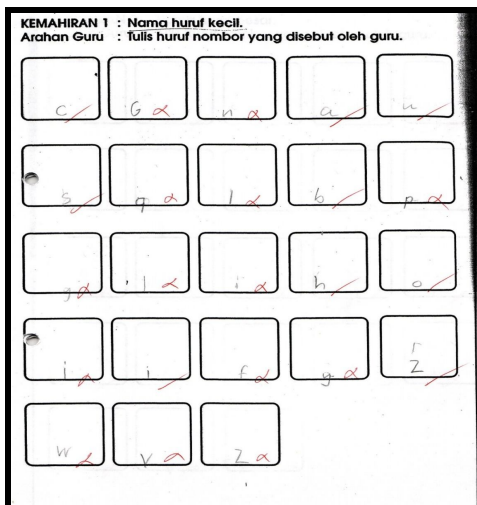 KEMAHIRAN 1 : Nama huruf kecil.
Arahan Guru : Tulis huruf nombor yang disebut oleh guru.
c G n a u
s q l b p
g l i h o
i i f g r
z
w v z